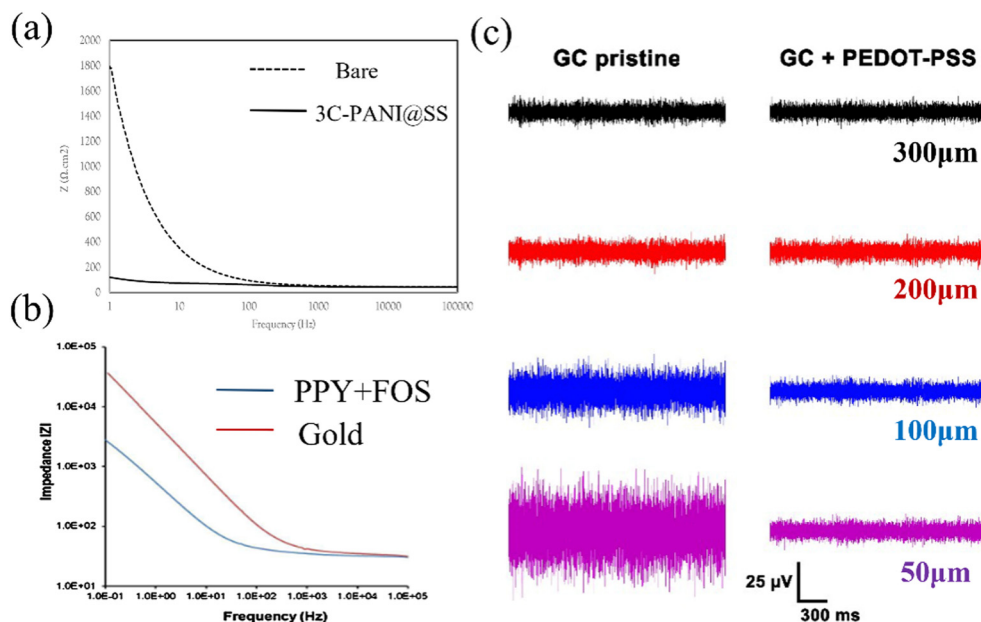 (a)
2000
1800
1600
1400
1200
1000
800
600
400
200
0
Z (Ω.cm2)
Bare
3C-PANI@SS
1 10 100 1000 10000 100000
Frequency (Hz)
(b)
1.0E+05
1.0E+04
1.0E+03
1.0E+02
1.0E+01
Impedance |Z|
PPY+FOS
Gold
1.0E-01 1.0E+00 1.0E+01 1.0E+02 1.0E+03 1.0E+04 1.0E+05
Frequency (Hz)
(c)
GC pristine GC + PEDOT-PSS
300μm
200μm
100μm
50μm
25 μV
300 ms